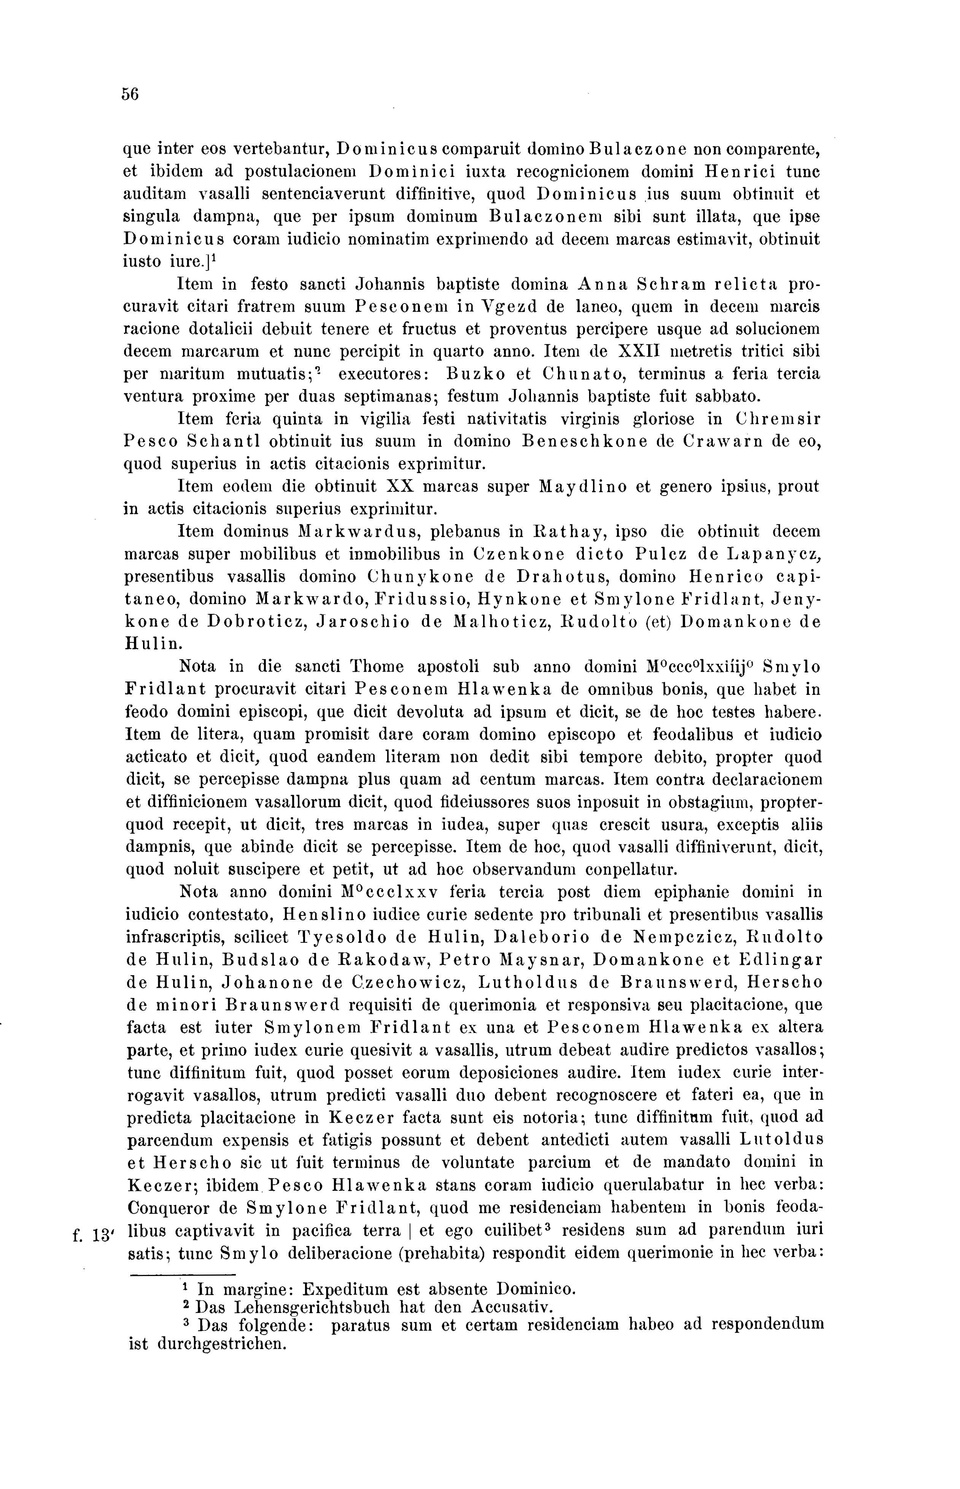 56
que inter eos vertebantur, Dominicus comparuit domino Bulaczone non comparente,
et ibidem ad postulacionem Dominici iuxta recognicionem domini Henrici tunc
auditam vasalli sentenciaverunt diffinitive, quod Dominicus ius suum obtinuit et
singula dampna, que per ipsum dominum Bulaczonem sibi sunt illata, que ipse
Dominicus coram iudicio nominatim exprimendo ad decem marcas estimavit, obtinuit
iusto iure.]¹
Item in festo sancti Johannis baptiste domina Anna Schram relicta pro-
curavit citari fratrem suum Pesconem in Vgezd de laneo, quem in decem marcis
racione dotalicii debuit tenere et fructus et proventus percipere usque ad solucionem
decem marcarum et nunc percipit in quarto anno. Item de XXII metretis tritici sibi
per maritum mutuatis;² executores: Buzko et Chunato, terminus a feria tercia
ventura proxime per duas septimanas; festum Johannis baptiste fuit sabbato.
Item feria quinta in vigilia festi nativitatis virginis gloriose in Chremsir
Pesco Schantl obtinuit ius suum in domino Beneschkone de Crawarn de eo,
quod superius in actis citacionis exprimitur.
Item eodem die obtinuit XX marcas super Maydlino et genero ipsius, prout
in actis citacionis superius exprimitur.
Item dominus Markwardus, plebanus in Rathay, ipso die obtinuit decem
marcas super mobilibus et inmobilibus in Czenkone dicto Pulcz de Lapanycz,
presentibus vasallis domino Chunykone de Drahotus, domino Henrico capi-
taneo, domino Markwardo, Fridussio, Hynkone et Smylone Fridlant, Jeny-
kone de Dobroticz, Jaroschio de Malhoticz, Rudolto (et) Domankone de
Hulin.
Nota in die sancti Thome apostoli sub anno domini Mºcccºlxxiiijº Smylo
Fridlant procuravit citari Pesconem Hlawenka de omnibus bonis, que habet in
feodo domini episcopi, que dicit devoluta ad ipsum et dicit, se de hoc testes habere.
Item de litera, quam promisit dare coram domino episcopo et feodalibus et iudicio
acticato et dicit, quod eandem literam non dedit sibi tempore debito, propter quod
dicit, se percepisse dampna plus quam ad centum marcas. Item contra declaracionem
et diffinicionem vasallorum dicit, quod fideiussores suos inposuit in obstagium, propter-
quod recepit, ut dicit, tres marcas in iudea, super quas crescit usura, exceptis aliis
dampnis, que abinde dicit se percepisse. Item de hoc, quod vasalli diffiniverunt, dicit,
quod noluit suscipere et petit, ut ad hoc observandum conpellatur.
Nota anno domini Mºccclxxv feria tercia post diem epiphanie domini in
iudicio contestato, Henslino iudice curie sedente pro tribunali et presentibus vasallis
infrascriptis, scilicet Tyesoldo de Hulin, Daleborio de Nempczicz, Rudolto
de Hulin, Budslao de Rakodaw, Petro Maysnar, Domankone et Edlingar
de Hulin, Johanone de Czechowicz, Lutholdus de Braunswerd, Herscho
de minori Braunswerd requisiti de querimonia et responsiva seu placitacione, que
facta est iuter Smylonem Fridlant ex una et Pesconem Hlawenka ex altera
parte, et primo iudex curie quesivit a vasallis, utrum debeat audire predictos vasallos;
tunc diffinitum fuit, quod posset eorum deposiciones audire. Item iudex curie inter-
rogavit vasallos, utrum predicti vasalli duo debent recognoscere et fateri ea, que in
predicta placitacione in Keczer facta sunt eis notoria; tunc diffinitum fuit, quod ad
parcendum expensis et fatigis possunt et debent antedicti autem vasalli Lutoldus
et Herscho sic ut fuit terminus de voluntate parcium et de mandato domini in
Keczer; ibidem Pesco Hlawenka stans coram iudicio querulabatur in hec verba:
Conqueror de Smylone Fridlant, quod me residenciam habentem in bonis feoda-
f. 13' libus captivavit in pacifica terra | et ego cuilibet³ residens sum ad parendum iuri
satis; tunc Smylo deliberacione (prehabita) respondit eidem querimonie in hec verba:
¹ In margine: Expeditum est absente Dominico.
² Das Lehensgerichtsbuch hat den Accusativ.
³ Das folgende: paratus sum et certam residenciam habeo ad respondendum
ist durchgestrichen.